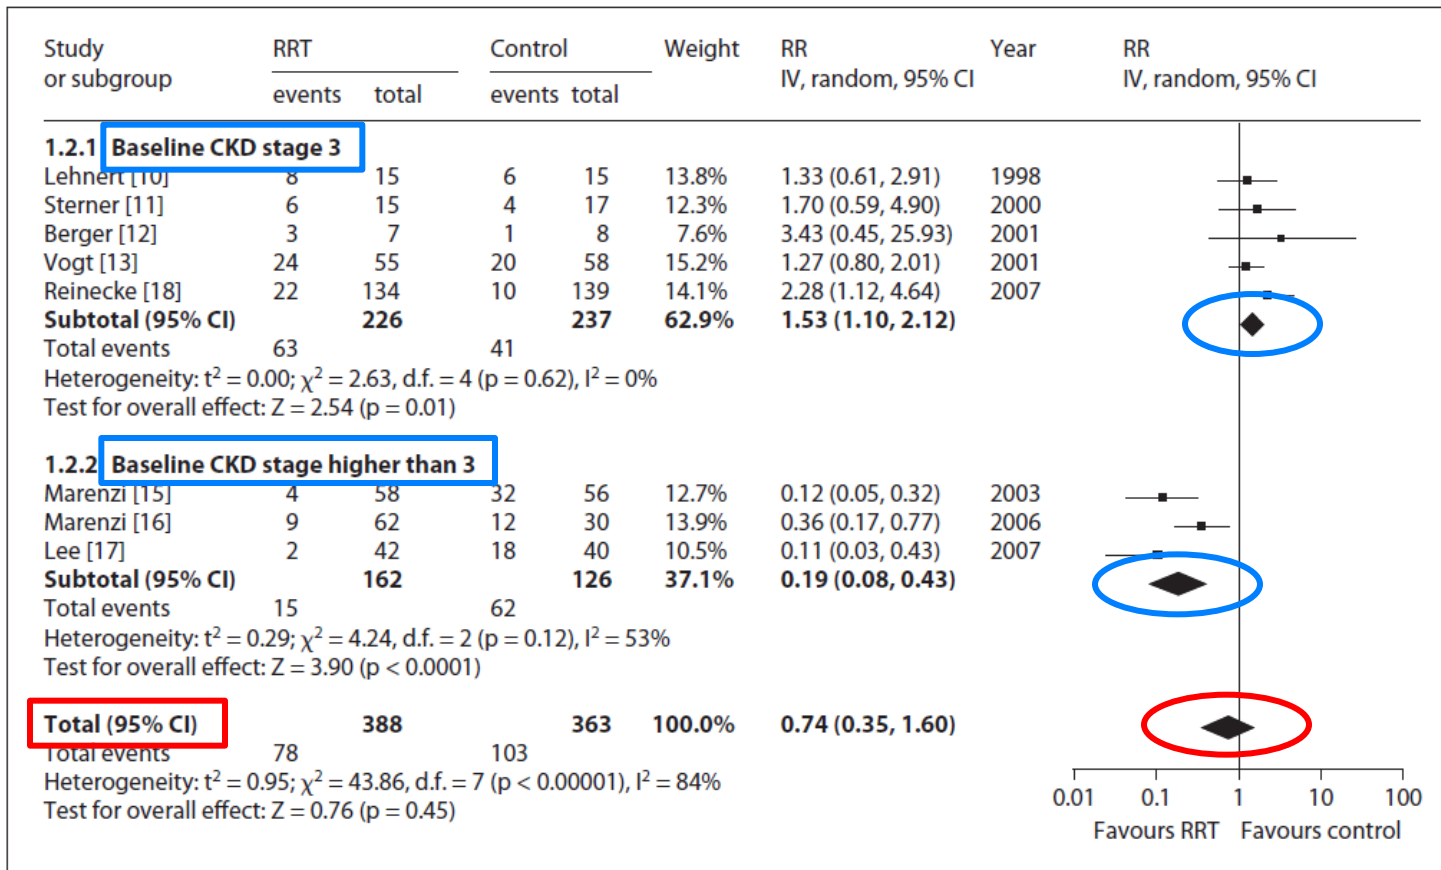 Study or subgroup RRT Control Weight RR IV, random, 95% CI Year RR IV, random, 95% CI
events total events total
1.2.1 Baseline CKD stage 3
Lehnert [10] 8 15 6 15 13.8% 1.33 (0.61, 2.91) 1998
Sterner [11] 6 15 4 17 12.3% 1.70 (0.59, 4.90) 2000
Berger [12] 3 7 1 8 7.6% 3.43 (0.45, 25.93) 2001
Vogt [13] 24 55 20 58 15.2% 1.27 (0.80, 2.01) 2001
Reinecke [18] 22 134 10 139 14.1% 2.28 (1.12, 4.64) 2007
Subtotal (95% CI) 226 237 62.9% 1.53 (1.10, 2.12)
Total events 63 41
Heterogeneity: t² = 0.00; χ² = 2.63, d.f. = 4 (p = 0.62), I² = 0%
Test for overall effect: Z = 2.54 (p = 0.01)
1.2.2 Baseline CKD stage higher than 3
Marenzi [15] 4 58 32 56 12.7% 0.12 (0.05, 0.32) 2003
Marenzi [16] 9 62 12 30 13.9% 0.36 (0.17, 0.77) 2006
Lee [17] 2 42 18 40 10.5% 0.11 (0.03, 0.43) 2007
Subtotal (95% CI) 162 126 37.1% 0.19 (0.08, 0.43)
Total events 15 62
Heterogeneity: t² = 0.29; χ² = 4.24, d.f. = 2 (p = 0.12), I² = 53%
Test for overall effect: Z = 3.90 (p < 0.0001)
Total (95% CI) 388 363 100.0% 0.74 (0.35, 1.60)
Total events 78 103
Heterogeneity: t² = 0.95; χ² = 43.86, d.f. = 7 (p < 0.00001), I² = 84%
Test for overall effect: Z = 0.76 (p = 0.45)
0.01 0.1 1 10 100
Favours RRT Favours control